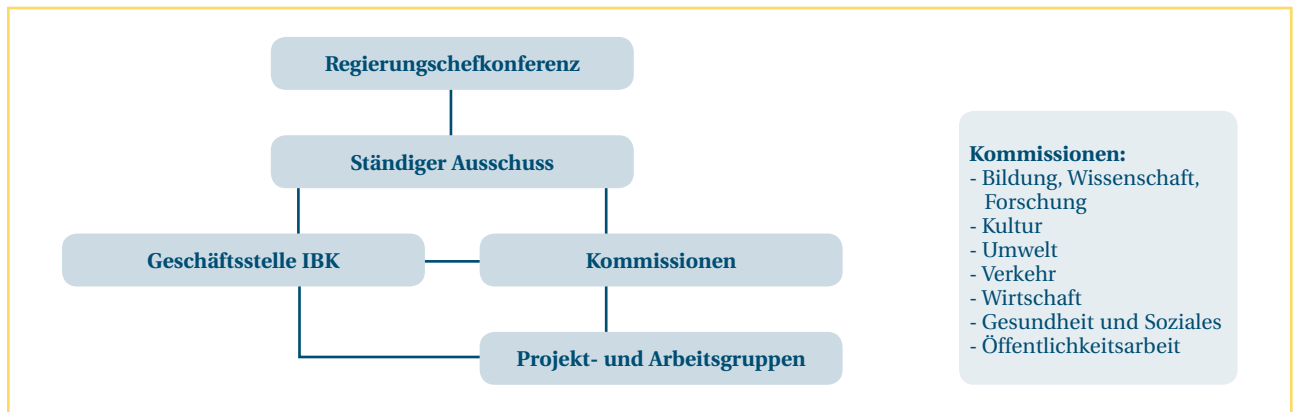 Regierungschefkonferenz
Ständiger Ausschuss
Geschäftsstelle IBK
Kommissionen
Projekt- und Arbeitsgruppen
Kommissionen:
- Bildung, Wissenschaft,
Forschung
- Kultur
- Umwelt
- Verkehr
- Wirtschaft
- Gesundheit und Soziales
- Öffentlichkeitsarbeit